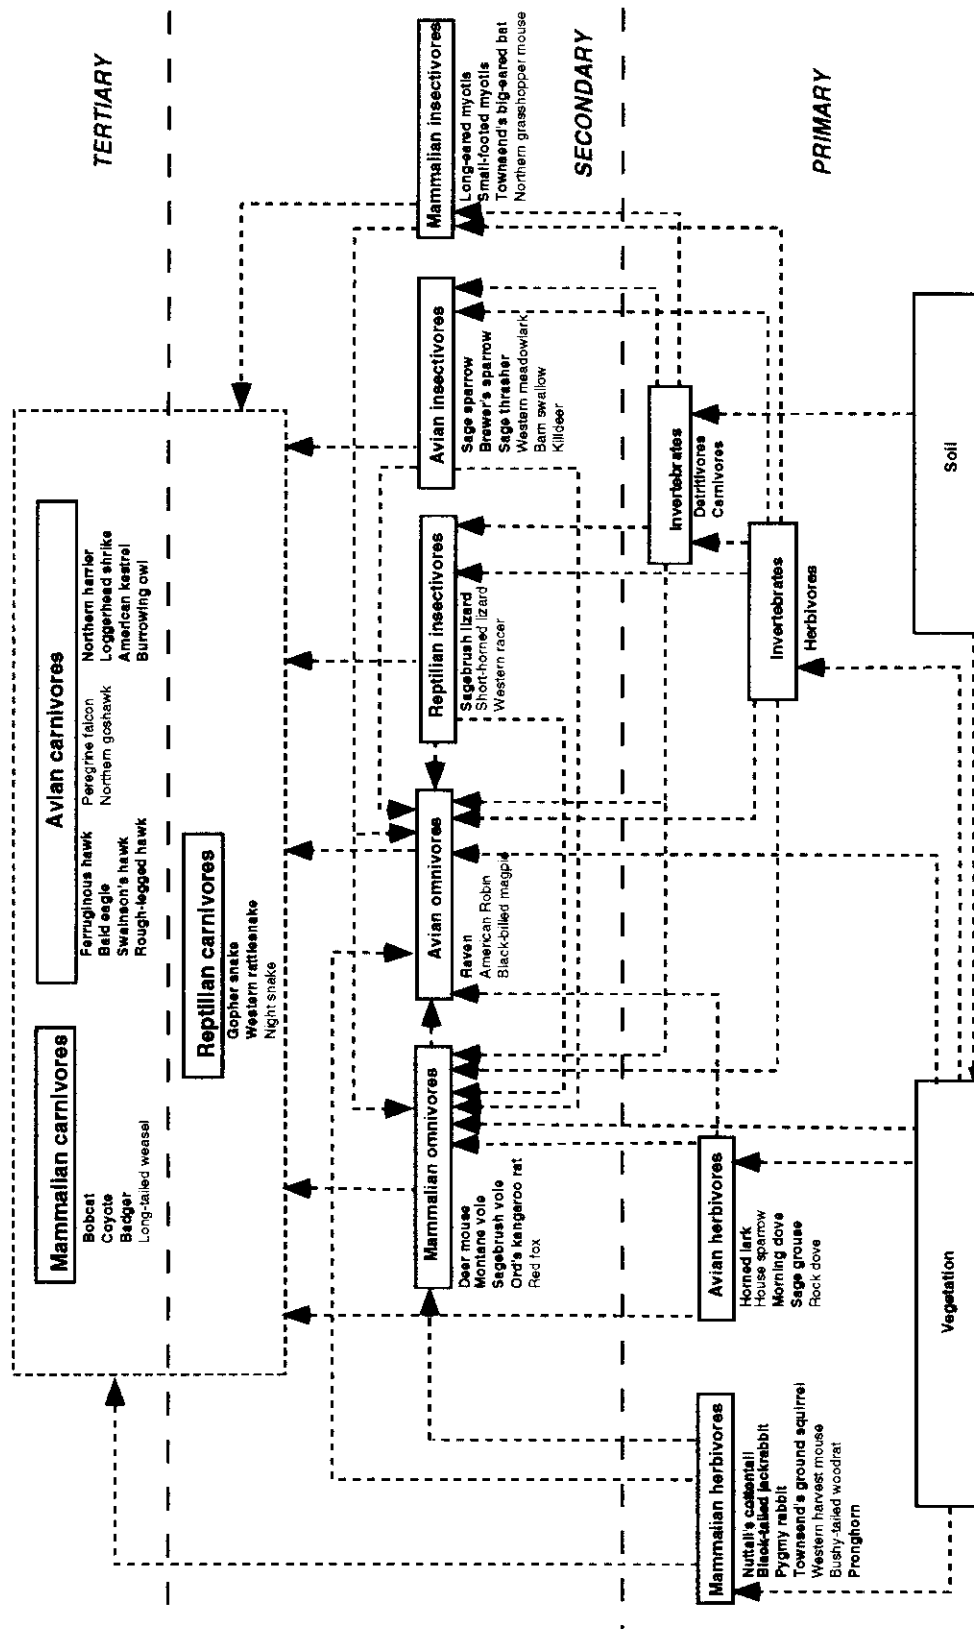 TERTIARY
Mammalian carnivores
Bobcat
Coyote
Badger
Long-tailed weasel
Avian carnivores
Ferruginous hawk
Bald eagle
Swainson's hawk
Rough-legged hawk
Peregrine falcon
Northern goshawk
Northern harrier
Loggerhead shrike
American kestrel
Burrowing owl
Reptilian carnivores
Gopher snake
Western rattlesnake
Night snake
SECONDARY
Mammalian omnivores
Deer mouse
Montane vole
Sagebrush vole
Ord's kangaroo rat
Red fox
Avian omnivores
Raven
American Robin
Black-billed magpie
Reptilian insectivores
Sagebrush lizard
Short-horned lizard
Western racer
Avian insectivores
Sage sparrow
Brewer's sparrow
Sage thrasher
Western meadowlark
Barn swallow
Killdeer
Mammalian insectivores
Long-eared myotis
Small-footed myotis
Townsend's big-eared bat
Northern grasshopper mouse
PRIMARY
Mammalian herbivores
Nuttall's cottontail
Black-tailed jackrabbit
Pygmy rabbit
Townsend's ground squirrel
Western harvest mouse
Bushy-tailed woodrat
Pronghorn
Avian herbivores
Horned lark
House sparrow
Morning dove
Sage grouse
Rock dove
Invertebrates
Detritivores
Carnivores
Invertebrates
Herbivores
Vegetation
Soil